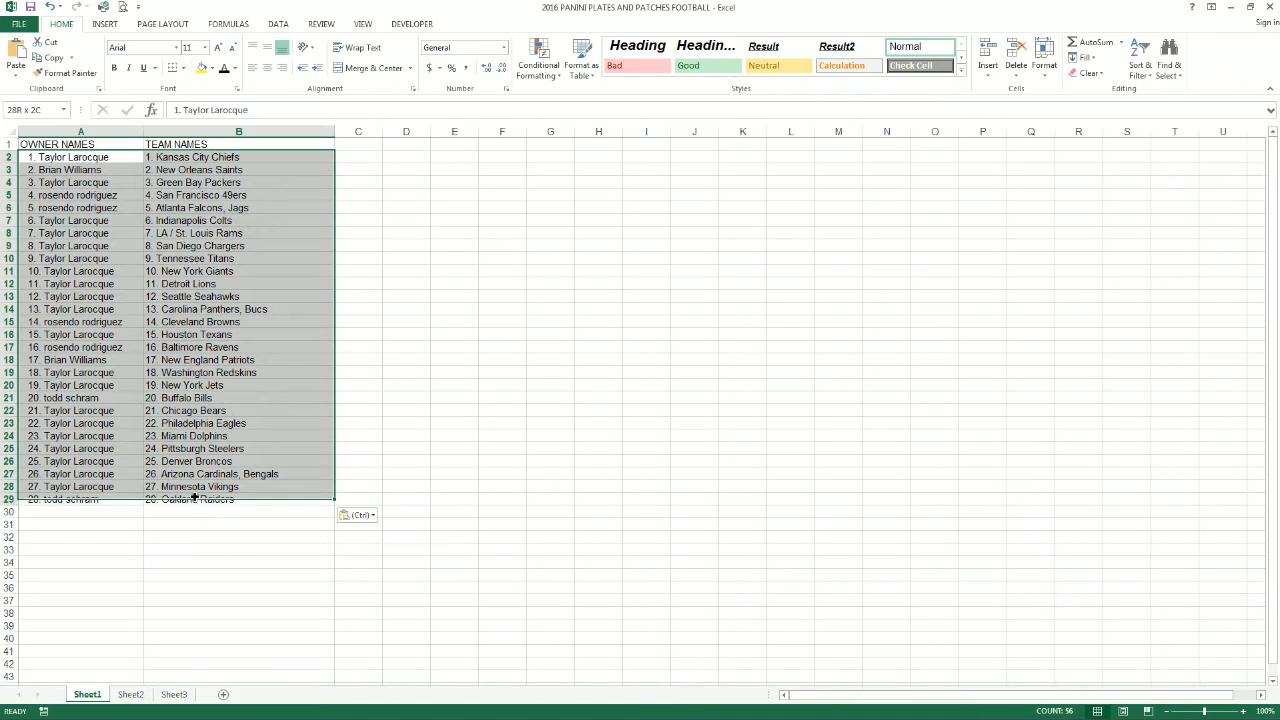 2016 PANINI PLATES AND PATCHES FOOTBALL - Excel
Sign in
FILE HOME INSERT PAGE LAYOUT FORMULAS DATA REVIEW VIEW DEVELOPER
Paste
Cut
Copy
Format Painter
Clipboard
Arial 11
B I U
Font
Wrap Text
Merge & Center
Alignment
General
$ % ,
Number
Conditional Formatting
Format as Table
Heading Headin... Result Result2 Normal
Bad Good Neutral Calculation Check Cell
Styles
Insert Delete Format
Cells
AutoSum
Fill
Clear
Sort & Filter
Find & Select
Editing
28R x 2C fx 1. Taylor Larocque
A B C D E F G H I J K L M N O P Q R S T U
1 OWNER NAMES TEAM NAMES
2 1. Taylor Larocque 1. Kansas City Chiefs
3 2. Brian Williams 2. New Orleans Saints
4 3. Taylor Larocque 3. Green Bay Packers
5 4. rosendo rodriguez 4. San Francisco 49ers
6 5. rosendo rodriguez 5. Atlanta Falcons, Jags
7 6. Taylor Larocque 6. Indianapolis Colts
8 7. Taylor Larocque 7. LA / St. Louis Rams
9 8. Taylor Larocque 8. San Diego Chargers
10 9. Taylor Larocque 9. Tennessee Titans
11 10. Taylor Larocque 10. New York Giants
12 11. Taylor Larocque 11. Detroit Lions
13 12. Taylor Larocque 12. Seattle Seahawks
14 13. Taylor Larocque 13. Carolina Panthers, Bucs
15 14. rosendo rodriguez 14. Cleveland Browns
16 15. Taylor Larocque 15. Houston Texans
17 16. rosendo rodriguez 16. Baltimore Ravens
18 17. Brian Williams 17. New England Patriots
19 18. Taylor Larocque 18. Washington Redskins
20 19. Taylor Larocque 19. New York Jets
21 20. todd schram 20. Buffalo Bills
22 21. Taylor Larocque 21. Chicago Bears
23 22. Taylor Larocque 22. Philadelphia Eagles
24 23. Taylor Larocque 23. Miami Dolphins
25 24. Taylor Larocque 24. Pittsburgh Steelers
26 25. Taylor Larocque 25. Denver Broncos
27 26. Taylor Larocque 26. Arizona Cardinals, Bengals
28 27. Taylor Larocque 27. Minnesota Vikings
29 28. todd schram 28. Oakland Raiders
30
31 (Ctrl)
32
33
34
35
36
37
38
39
40
41
42
43
Sheet1 Sheet2 Sheet3
READY COUNT: 56 100%